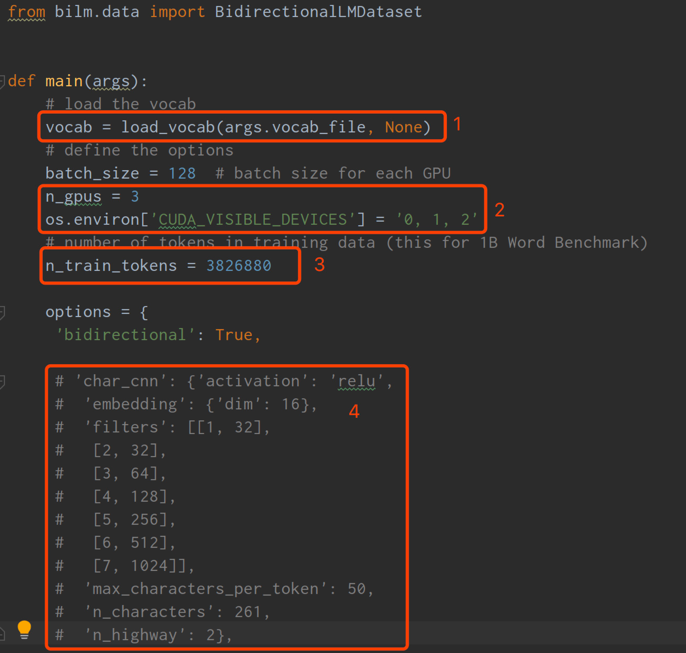 from bilm.data import BidirectionalLMDataset
def main(args):
# load the vocab
vocab = load_vocab(args.vocab_file, None) 1
# define the options
batch_size = 128  # batch size for each GPU
n_gpus = 3
os.environ['CUDA_VISIBLE_DEVICES'] = '0, 1, 2' 2
# number of tokens in training data (this for 1B Word Benchmark)
n_train_tokens = 3826880 3
options = {
'bidirectional': True,
# 'char_cnn': {'activation': 'relu',
#  'embedding': {'dim': 16}, 4
#  'filters': [[1, 32],
#   [2, 32],
#   [3, 64],
#   [4, 128],
#   [5, 256],
#   [6, 512],
#   [7, 1024]],
#  'max_characters_per_token': 50,
#  'n_characters': 261,
#  'n_highway': 2},